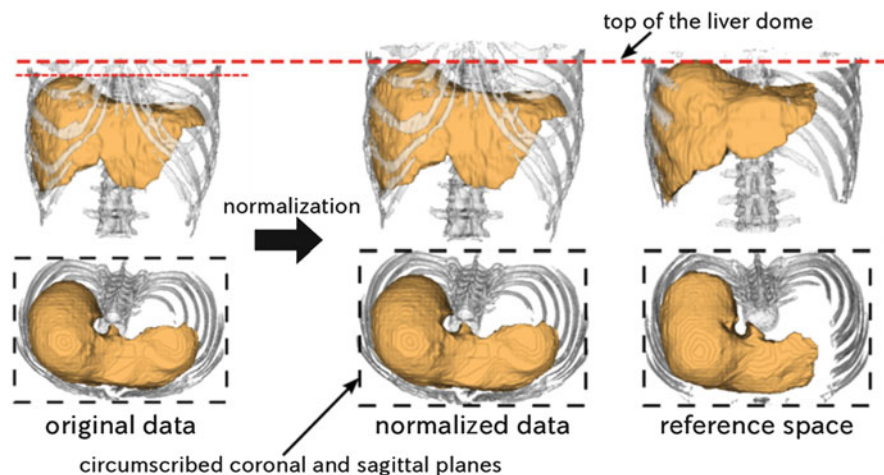 top of the liver dome
normalization
original data
normalized data
reference space
circumscribed coronal and sagittal planes